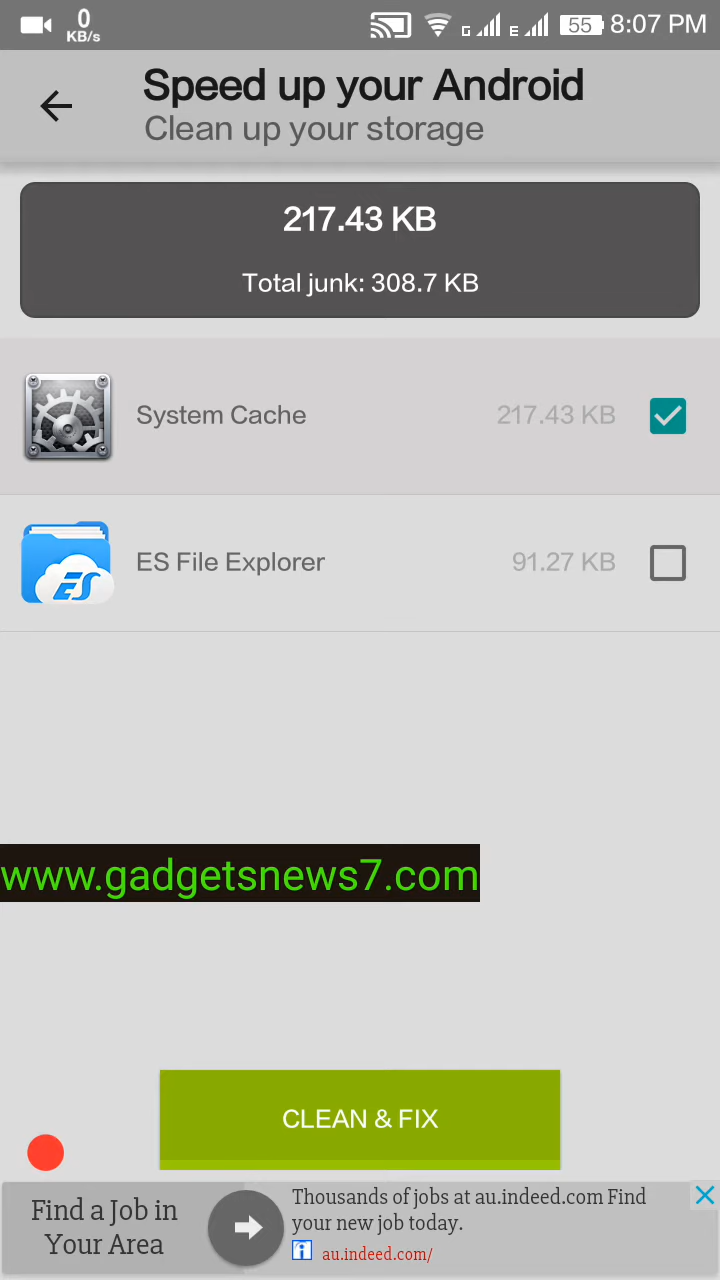 0
KB/s
G
E
55
8:07 PM
Speed up your Android
Clean up your storage
217.43 KB
Total junk: 308.7 KB
System Cache
217.43 KB
ES
ES File Explorer
91.27 KB
www.gadgetsnews7.com
CLEAN & FIX
Find a Job in
Your Area
Thousands of jobs at au.indeed.com Find
your new job today.
i au.indeed.com/